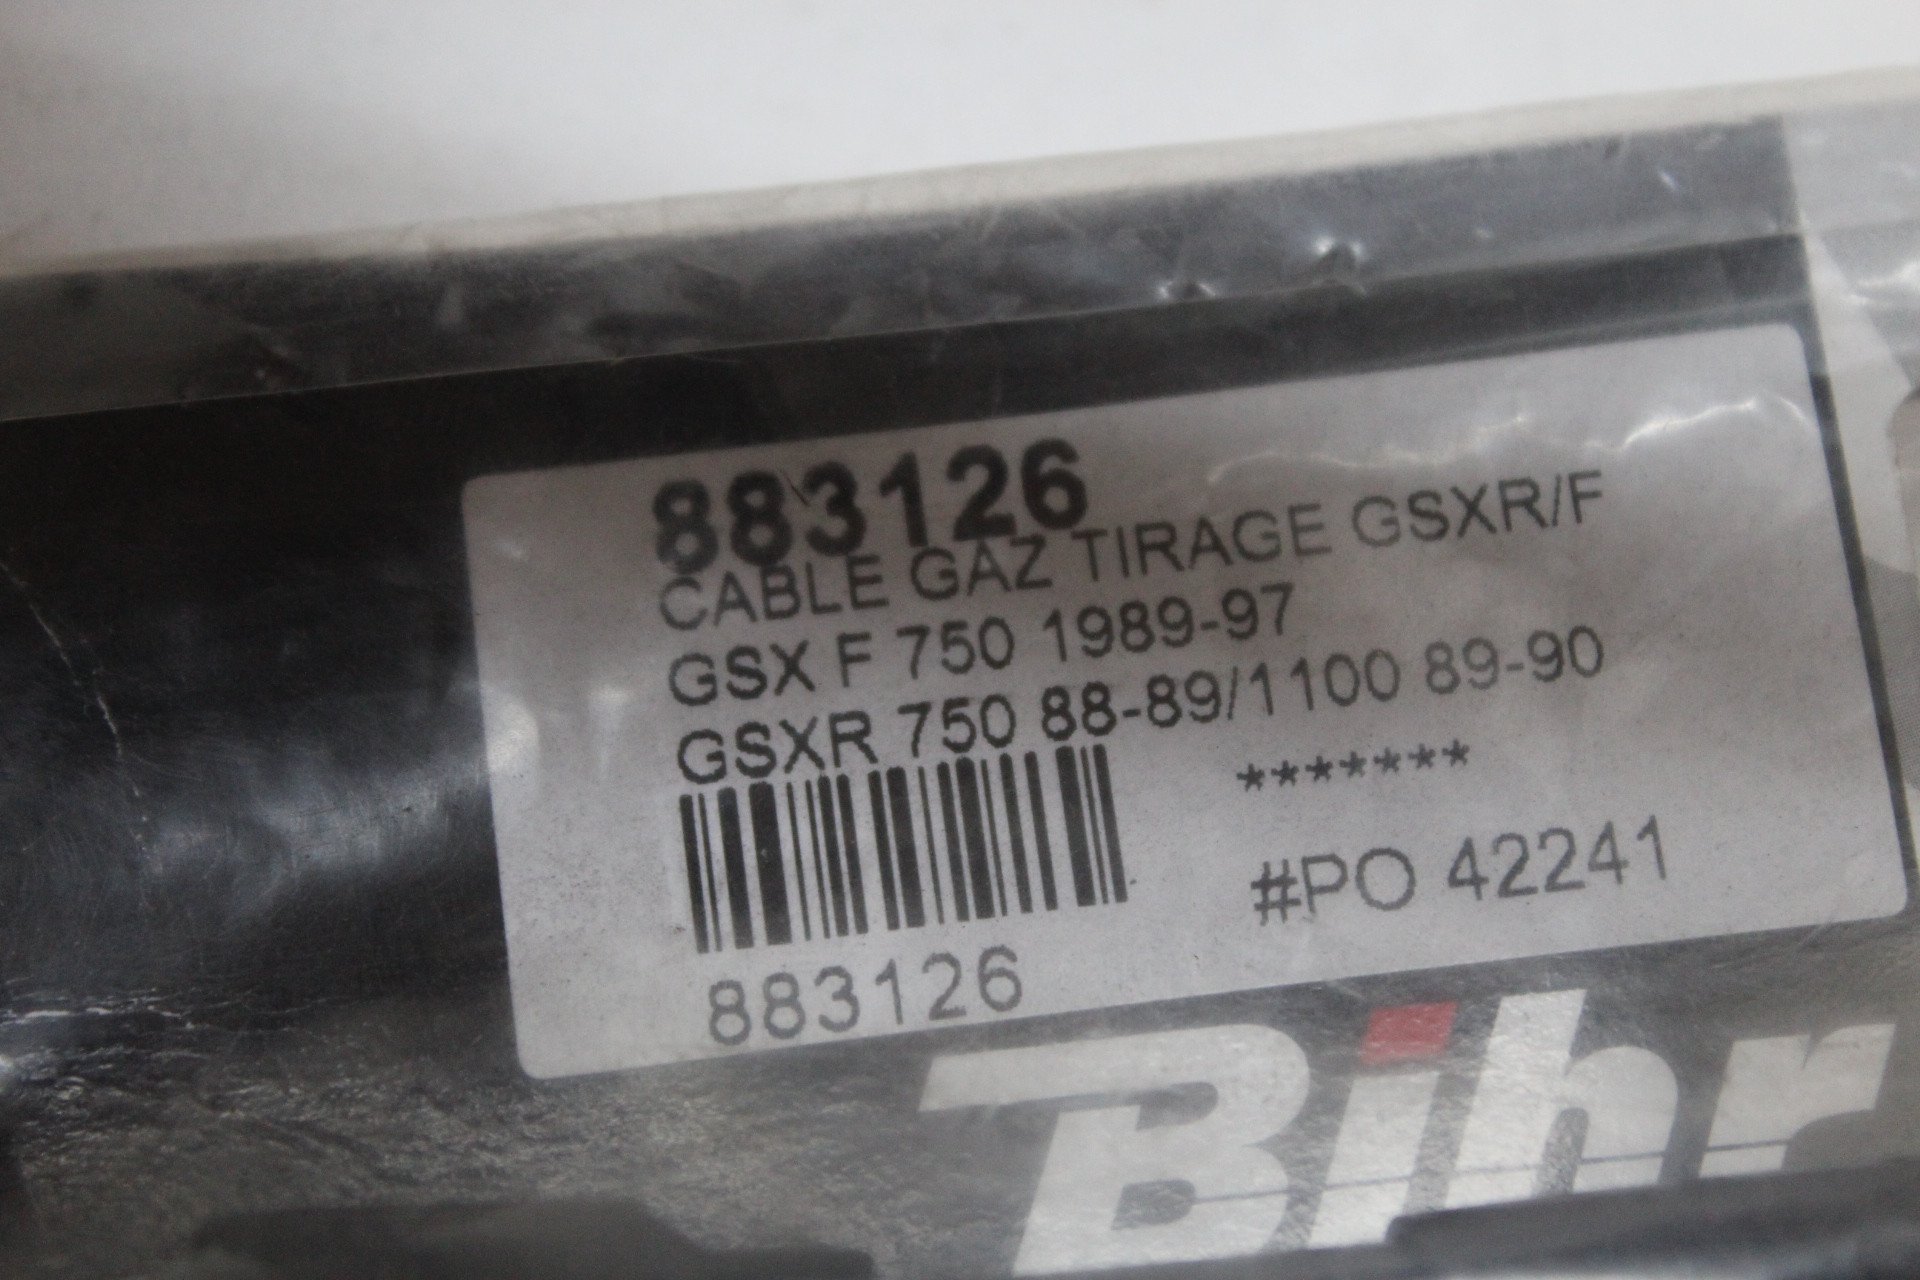 883126
CABLE GAZ TIRAGE GSXR/F
GSX F 750 1989-97
GSXR 750 88-89/1100 89-90
*******
#PO 42241
883126
Bihr